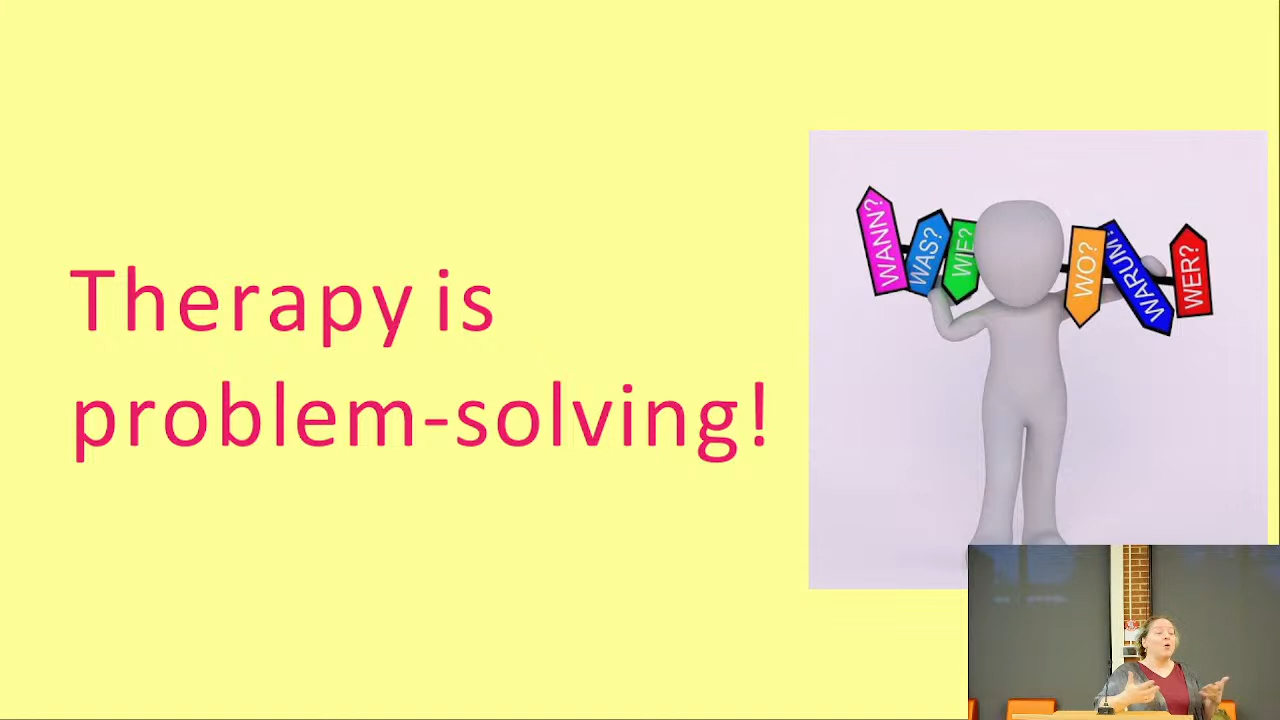 Therapy is
problem-solving!
WANN?
WAS?
WIE?
WO?
WARUM?
WER?